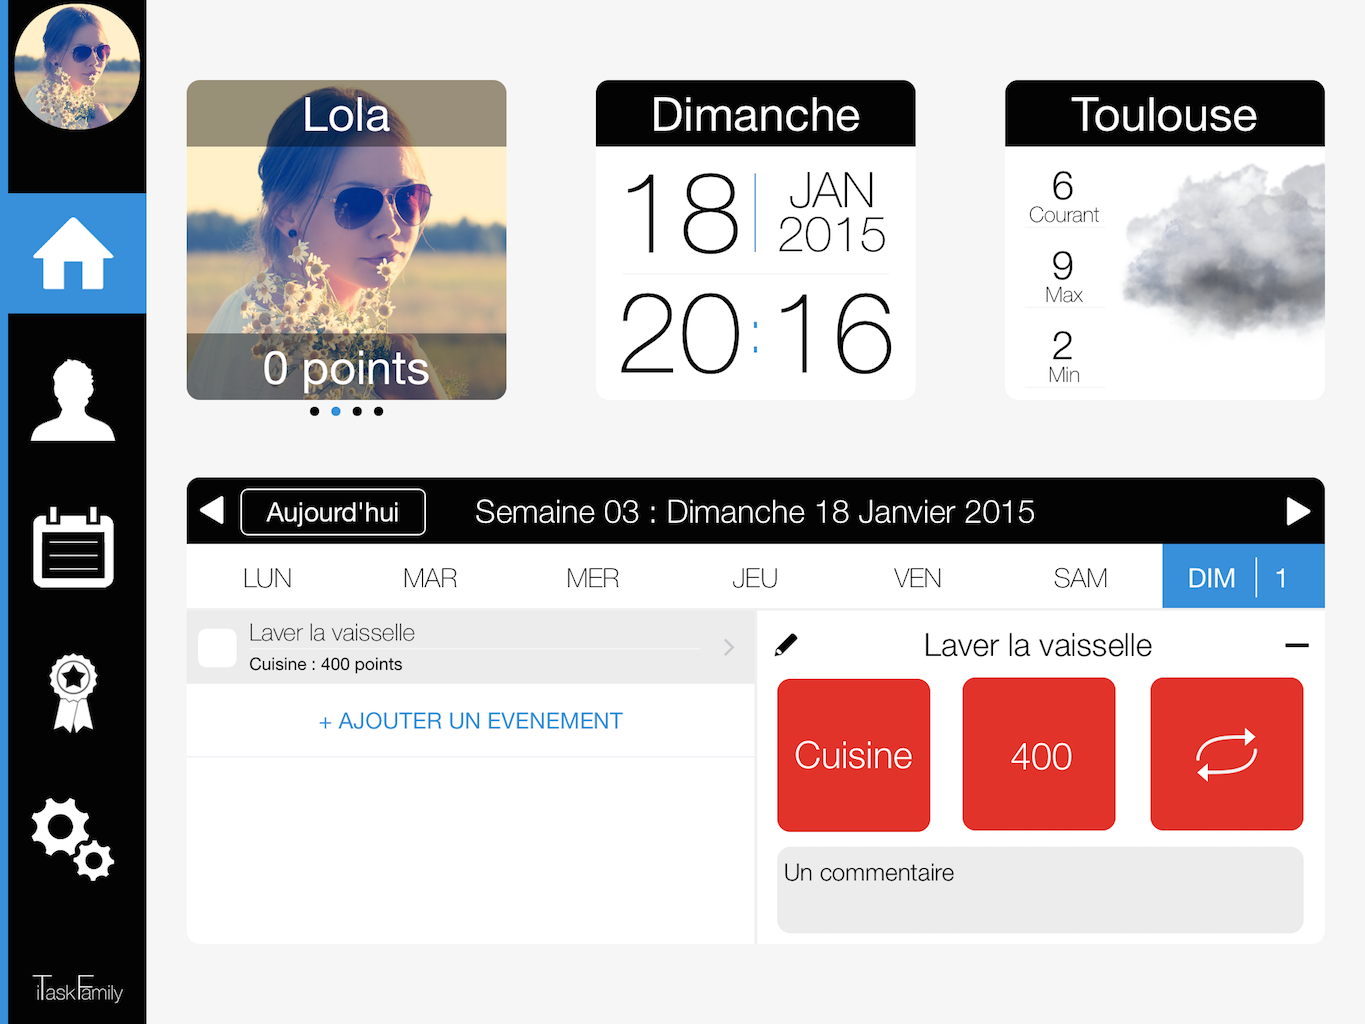 Lola
0 points
Dimanche
18
JAN
2015
20:16
Toulouse
6
Courant
9
Max
2
Min
Aujourd'hui
Semaine 03 : Dimanche 18 Janvier 2015
LUN
MAR
MER
JEU
VEN
SAM
DIM
1
Laver la vaisselle
Cuisine : 400 points
+ AJOUTER UN EVENEMENT
Laver la vaisselle
Cuisine
400
Un commentaire
iTaskFamily